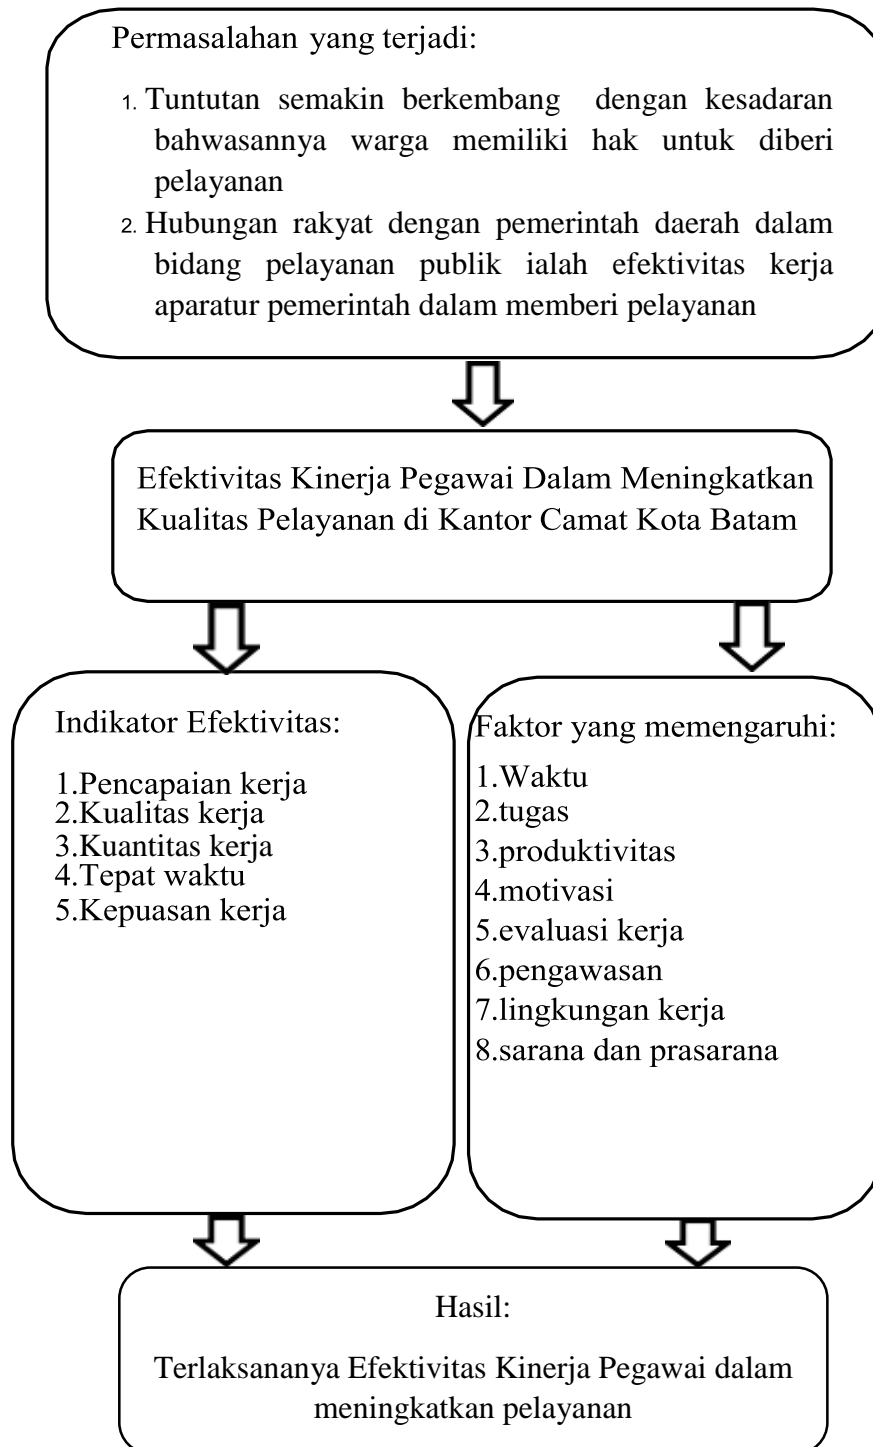 Permasalahan yang terjadi:
1. Tuntutan semakin berkembang dengan kesadaran
bahwasannya warga memiliki hak untuk diberi
pelayanan
2. Hubungan rakyat dengan pemerintah daerah dalam
bidang pelayanan publik ialah efektivitas kerja
aparatur pemerintah dalam memberi pelayanan
Efektivitas Kinerja Pegawai Dalam Meningkatkan
Kualitas Pelayanan di Kantor Camat Kota Batam
Indikator Efektivitas:
1.Pencapaian kerja
2.Kualitas kerja
3.Kuantitas kerja
4.Tepat waktu
5.Kepuasan kerja
Faktor yang memengaruhi:
1.Waktu
2.tugas
3.produktivitas
4.motivasi
5.evaluasi kerja
6.pengawasan
7.lingkungan kerja
8.sarana dan prasarana
Hasil:
Terlaksananya Efektivitas Kinerja Pegawai dalam
meningkatkan pelayanan